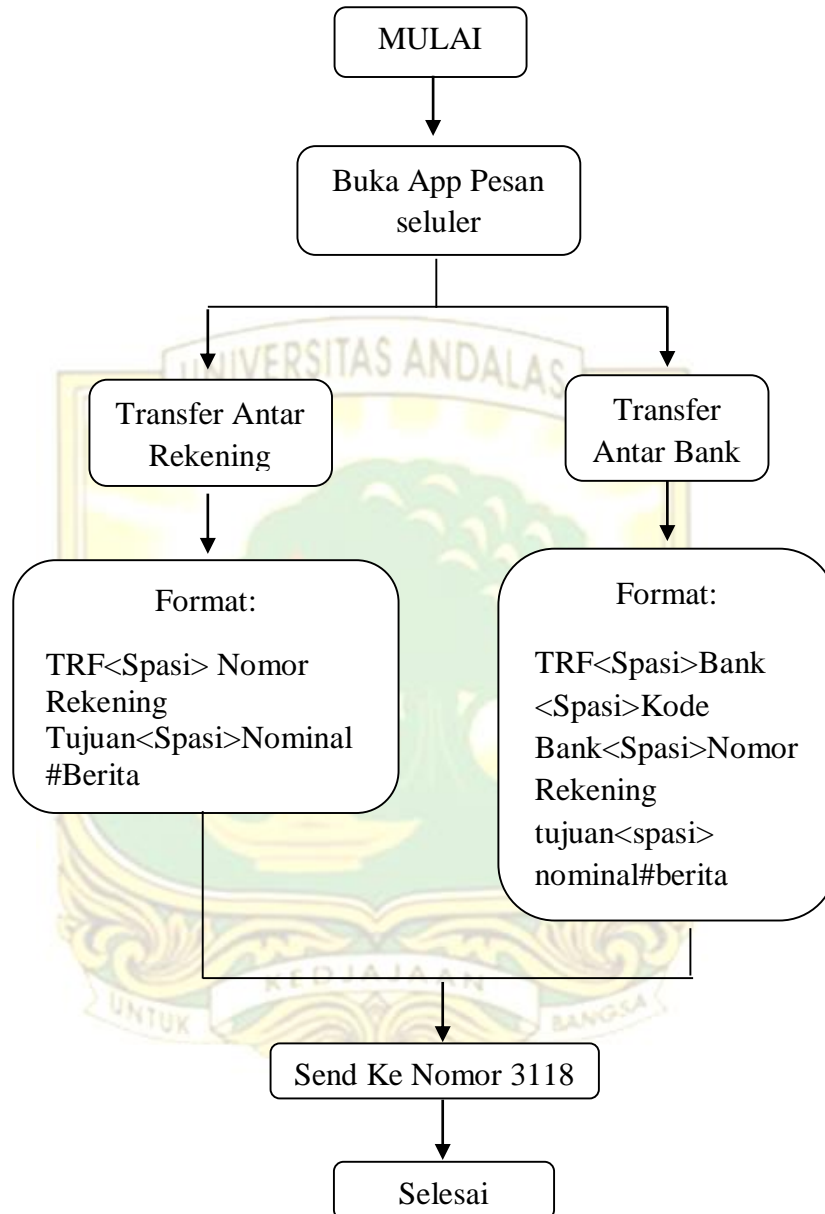 MULAI
Buka App Pesan
seluler
UNIVERSITAS ANDALAS
Transfer Antar
Rekening
Transfer
Antar Bank
Format:
TRF<Spasi> Nomor
Rekening
Tujuan<Spasi>Nominal
#Berita
Format:
TRF<Spasi>Bank
<Spasi>Kode
Bank<Spasi>Nomor
Rekening
tujuan<spasi>
nominal#berita
KEDJAJAAN
UNTUK
BANGSA
Send Ke Nomor 3118
Selesai